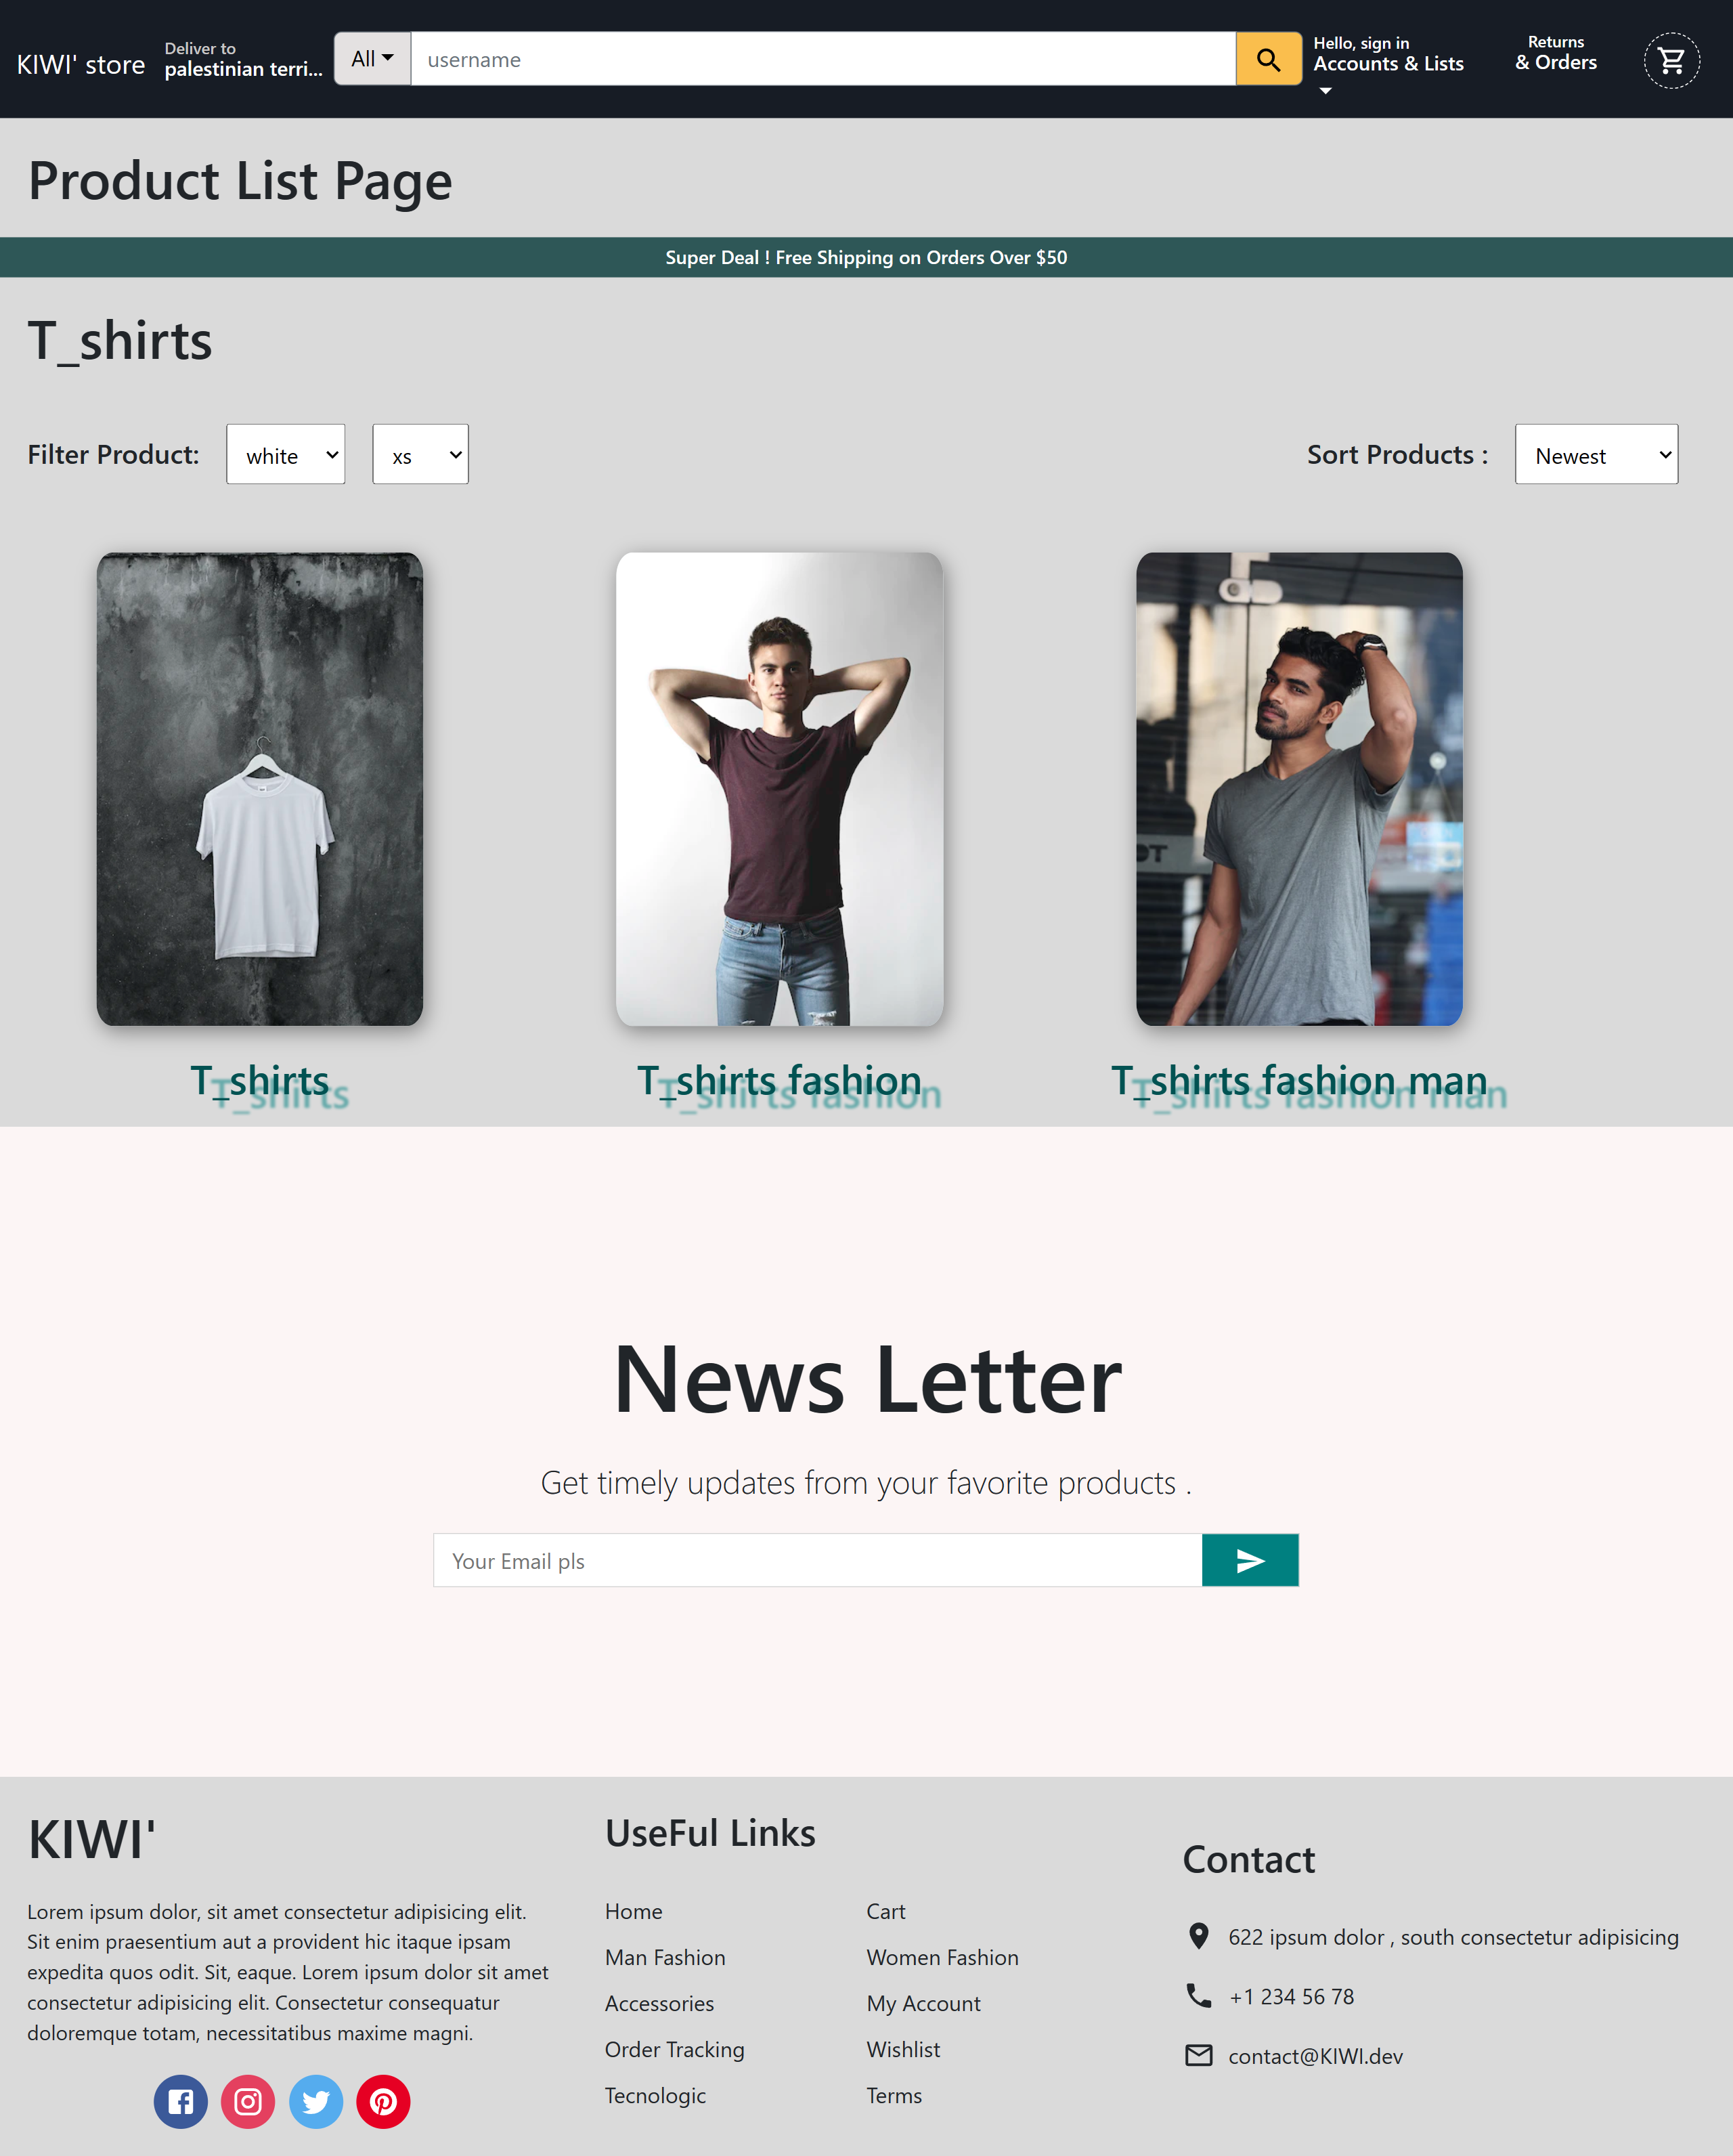 KIWI' store
Deliver to
palestinian terri...
All
username
Hello, sign in
Accounts & Lists
Returns
& Orders
Product List Page
Super Deal ! Free Shipping on Orders Over $50
T_shirts
Filter Product:
white
xs
Sort Products :
Newest
T_shirts
T_shirts fashion
T_shirts fashion man
News Letter
Get timely updates from your favorite products .
Your Email pls
KIWI'
Lorem ipsum dolor, sit amet consectetur adipisicing elit.
Sit enim praesentium aut a provident hic itaque ipsam
expedita quos odit. Sit, eaque. Lorem ipsum dolor sit amet
consectetur adipisicing elit. Consectetur consequatur
doloremque totam, necessitatibus maxime magni.
UseFul Links
Home
Cart
Man Fashion
Women Fashion
Accessories
My Account
Order Tracking
Wishlist
Tecnologic
Terms
Contact
622 ipsum dolor , south consectetur adipisicing
+1 234 56 78
contact@KIWI.dev